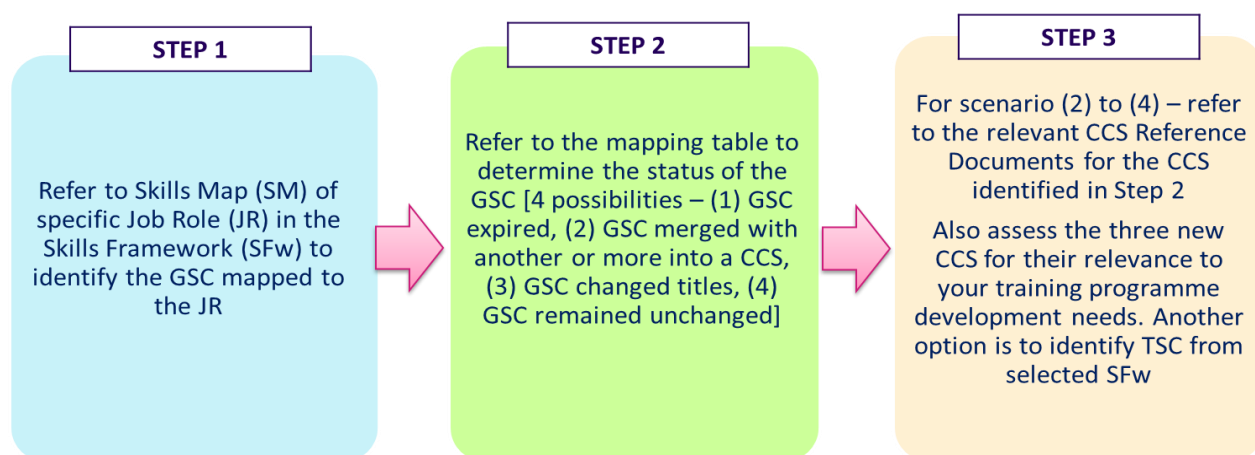 STEP 1
Refer to Skills Map (SM) of
specific Job Role (JR) in the
Skills Framework (SFw) to
identify the GSC mapped to
the JR
STEP 2
Refer to the mapping table to
determine the status of the
GSC [4 possibilities – (1) GSC
expired, (2) GSC merged with
another or more into a CCS,
(3) GSC changed titles, (4)
GSC remained unchanged]
STEP 3
For scenario (2) to (4) – refer
to the relevant CCS Reference
Documents for the CCS
identified in Step 2
Also assess the three new
CCS for their relevance to
your training programme
development needs. Another
option is to identify TSC from
selected SFw